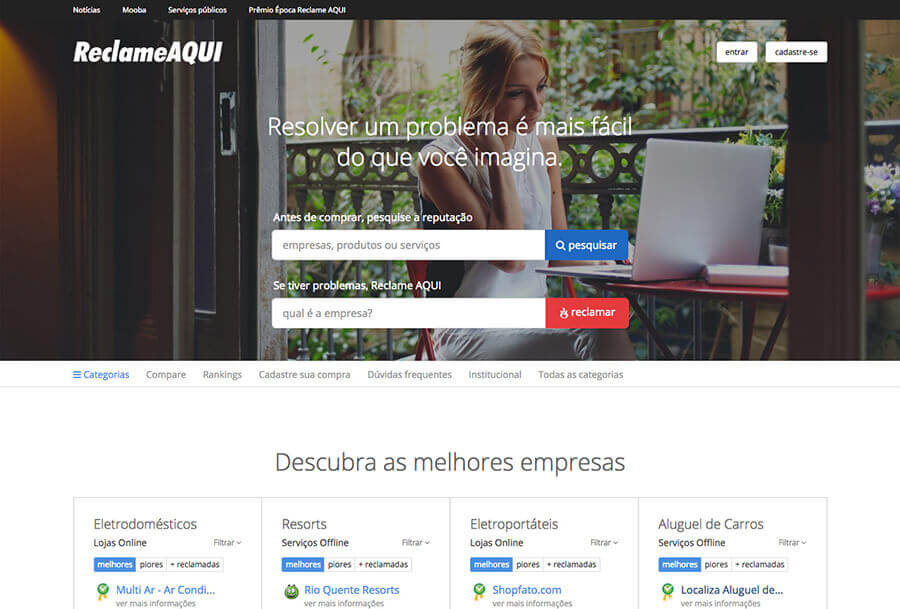 Notícias Mooba Serviços públicos Prêmio Época Reclame AQUI
ReclameAQUI
entrar cadastre-se
Resolver um problema é mais fácil
do que você imagina.
Antes de comprar, pesquise a reputação
empresas, produtos ou serviços pesquisar
Se tiver problemas, Reclame AQUI
qual é a empresa? reclamar
Categorias Compare Rankings Cadastre sua compra Dúvidas frequentes Institucional Todas as categorias
Descubra as melhores empresas
Eletrodomésticos Resorts Eletroportáteis Aluguel de Carros
Lojas Online Filtrar Serviços Offline Filtrar Lojas Online Filtrar Serviços Offline Filtrar
melhores piores + reclamadas melhores piores + reclamadas melhores piores + reclamadas melhores piores + reclamadas
Multi Ar - Ar Condi... Rio Quente Resorts Shopfato.com Localiza Aluguel de...
ver mais informações ver mais informações ver mais informações ver mais informações